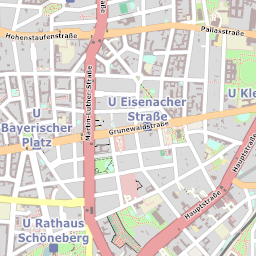 Hohenstaufenstraße
Pallasstraße
Martin-Luther-Straße
U Eisenacher
Straße
U Kle
U
Bayerischer
Platz
Grunewaldstraße
Hauptstraße
Hauptstraße
U Rathaus
Schöneberg